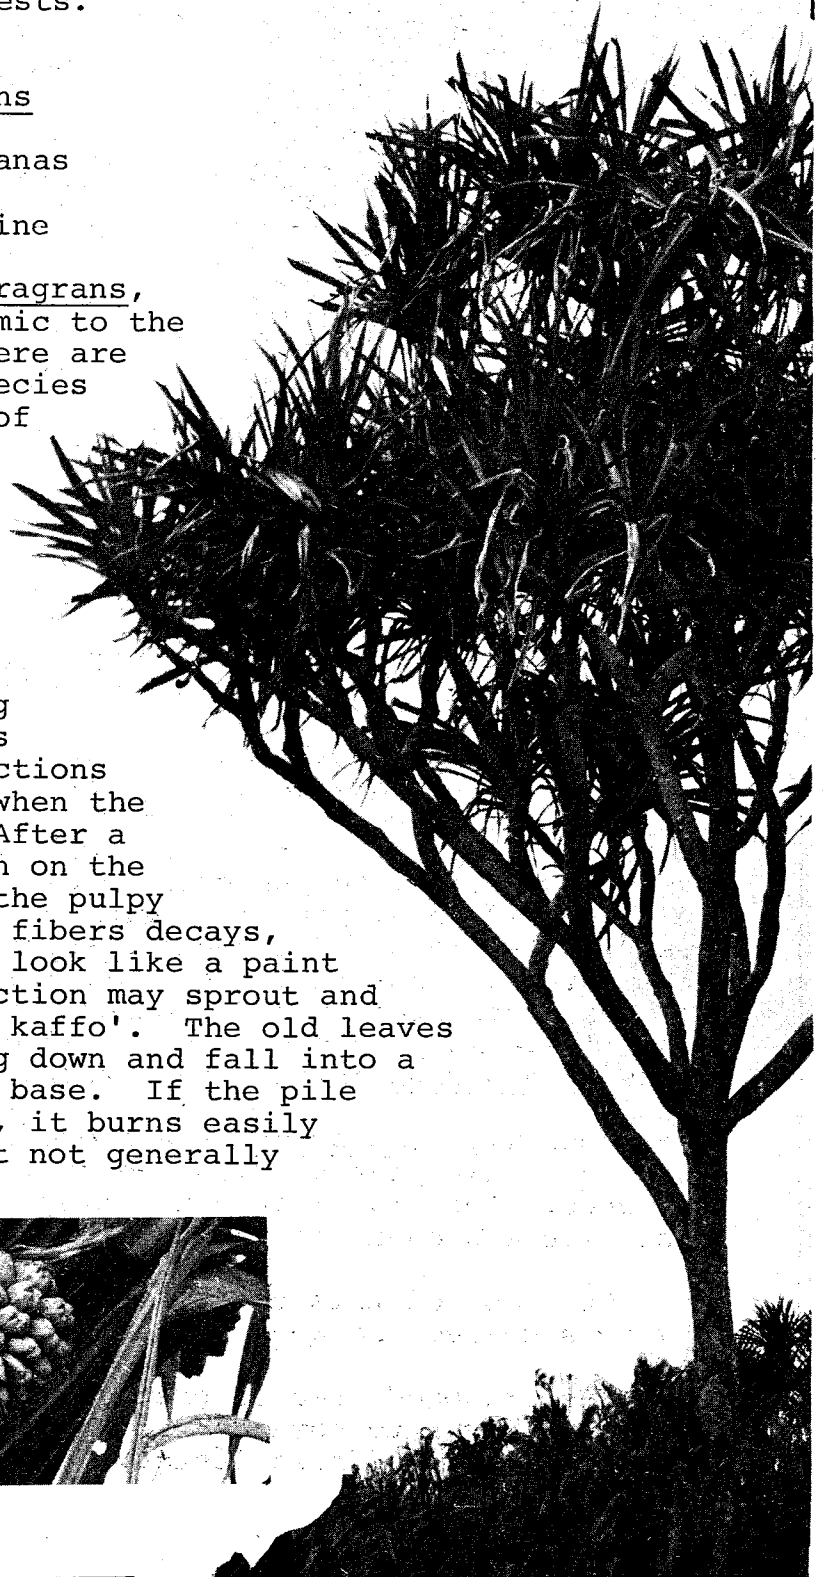 ests.
ns
anas
ine
ragrans,
mic to the
ere are
ecies
of
g
s
ctions
when the
After a
n on the
the pulpy
fibers decays,
look like a paint
ction may sprout and
kaffo'. The old leaves
g down and fall into a
base. If the pile
, it burns easily
t not generally